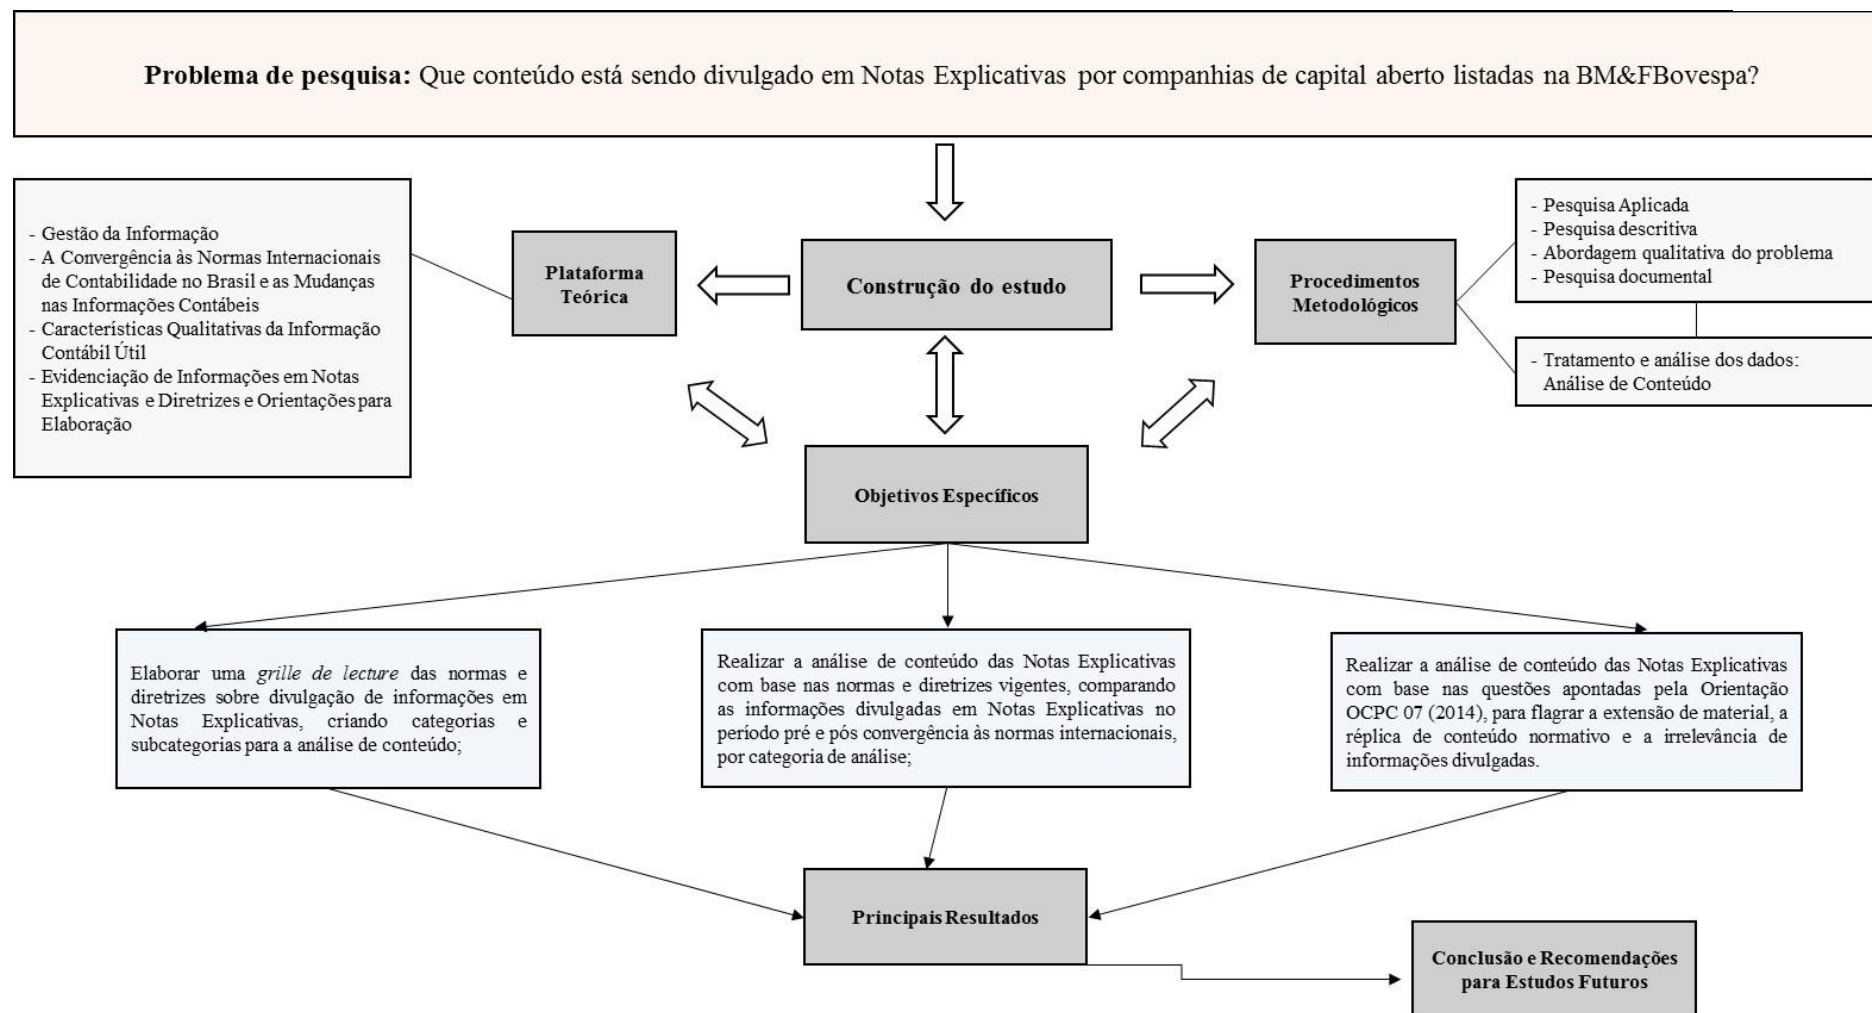 Problema de pesquisa: Que conteúdo está sendo divulgado em Notas Explicativas por companhias de capital aberto listadas na BM&FBovespa?
- Gestão da Informação
- A Convergência às Normas Internacionais
de Contabilidade no Brasil e as Mudanças
nas Informações Contábeis
- Características Qualitativas da Informação
Contábil Útil
- Evidenciação de Informações em Notas
Explicativas e Diretrizes e Orientações para
Elaboração
Plataforma
Teórica
Construção do estudo
Procedimentos
Metodológicos
- Pesquisa Aplicada
- Pesquisa descritiva
- Abordagem qualitativa do problema
- Pesquisa documental
- Tratamento e análise dos dados:
Análise de Conteúdo
Objetivos Específicos
Elaborar uma grille de lecture das normas e
diretrizes sobre divulgação de informações em
Notas Explicativas, criando categorias e
subcategorias para a análise de conteúdo;
Realizar a análise de conteúdo das Notas Explicativas
com base nas normas e diretrizes vigentes, comparando
as informações divulgadas em Notas Explicativas no
período pré e pós convergência às normas internacionais,
por categoria de análise;
Realizar a análise de conteúdo das Notas Explicativas
com base nas questões apontadas pela Orientação
OCPC 07 (2014), para flagrar a extensão de material, a
réplica de conteúdo normativo e a irrelevância de
informações divulgadas.
Principais Resultados
Conclusão e Recomendações
para Estudos Futuros